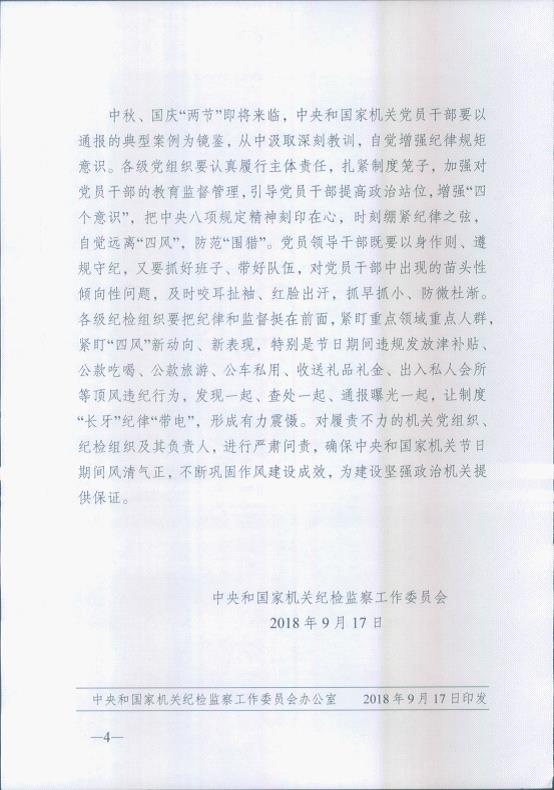 中秋、国庆“两节”即将来临，中央和国家机关党员干部要以
通报的典型案例为镜鉴，从中汲取深刻教训，自觉增强纪律规矩
意识。各级党组织要认真履行主体责任，扎紧制度笼子，加强对
党员干部的教育监督管理，引导党员干部提高政治站位，增强“四
个意识”，把中央八项规定精神刻印在心，时刻绷紧纪律之弦，
自觉远离“四风”，防范“围猎”。党员领导干部既要以身作则、遵
规守纪，又要抓好班子、带好队伍，对党员干部中出现的苗头性
倾向性问题，及时咬耳扯袖、红脸出汗，抓早抓小、防微杜渐。
各级纪检组织要把纪律和监督挺在前面，紧盯重点领域重点人群，
紧盯“四风”新动向、新表现，特别是节日期间违规发放津补贴、
公款吃喝、公款旅游、公车私用、收送礼品礼金、出入私人会所
等顶风违纪行为，发现一起、查处一起、通报曝光一起，让制度
“长牙”纪律“带电”，形成有力震慑。对履责不力的机关党组织、
纪检组织及其负责人，进行严肃问责，确保中央和国家机关节日
期间风清气正，不断巩固作风建设成效，为建设坚强政治机关提
供保证。
中央和国家机关纪检监察工作委员会
2018年9月17日
中央和国家机关纪检监察工作委员会办公室 2018年9月17日印发
—4—